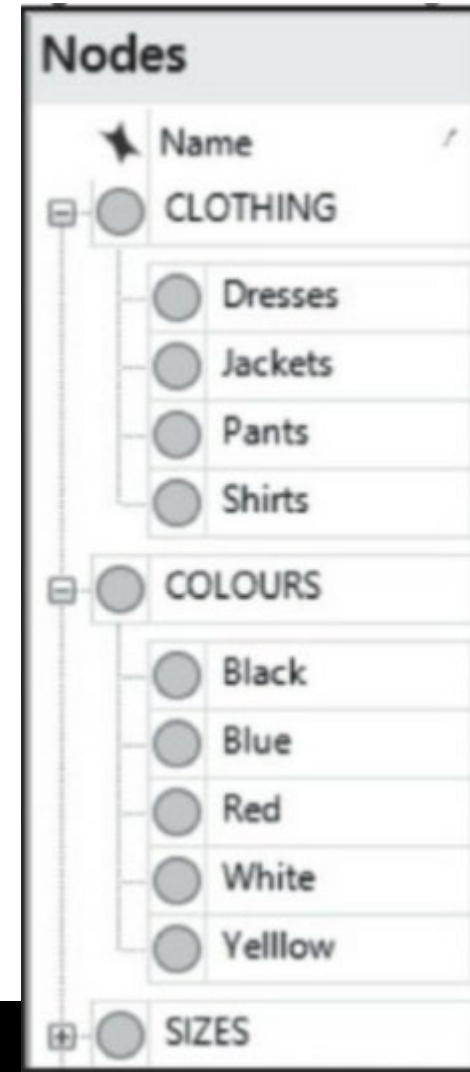 Nodes
Name
CLOTHING
Dresses
Jackets
Pants
Shirts
COLOURS
Black
Blue
Red
White
Yelllow
SIZES